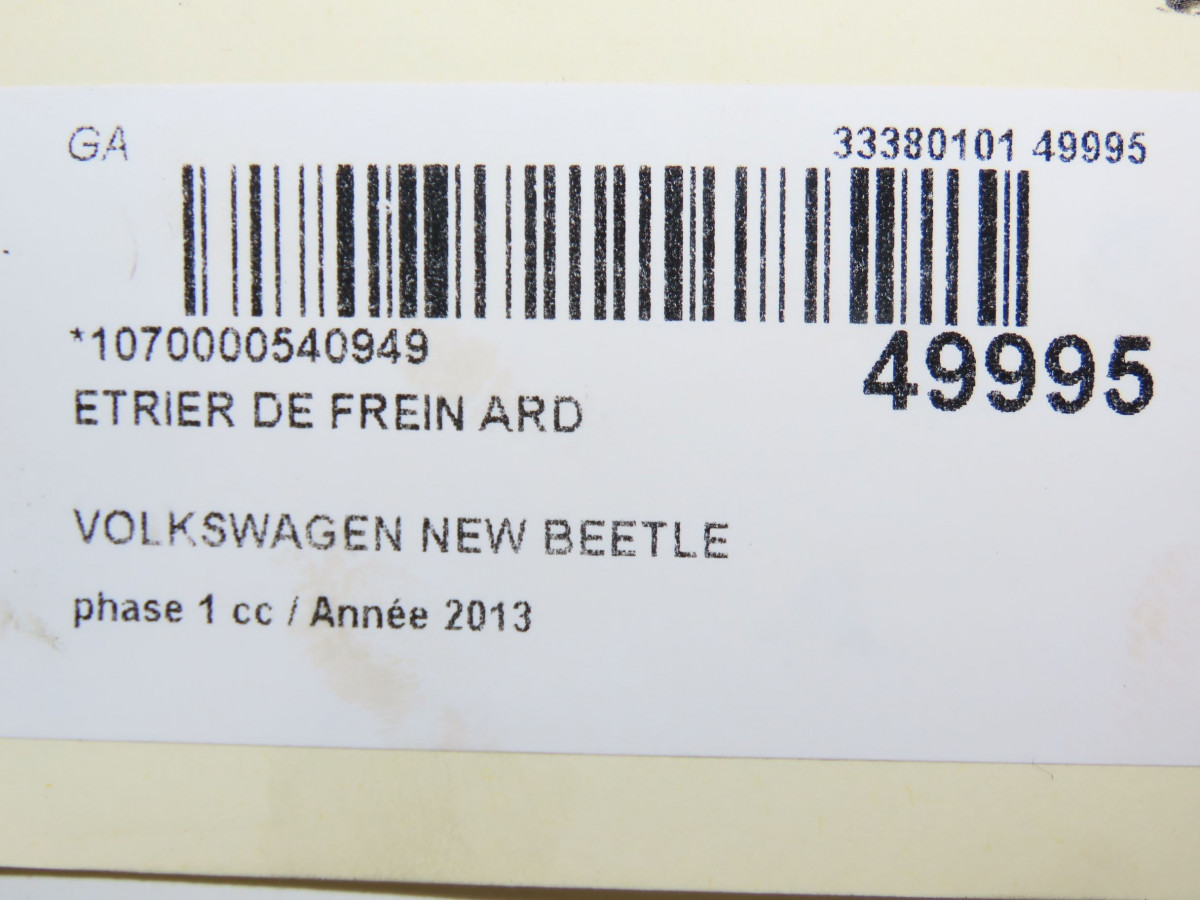 GA
33380101 49995
*1070000540949
49995
ETRIER DE FREIN ARD
VOLKSWAGEN NEW BEETLE
phase 1 cc / Année 2013